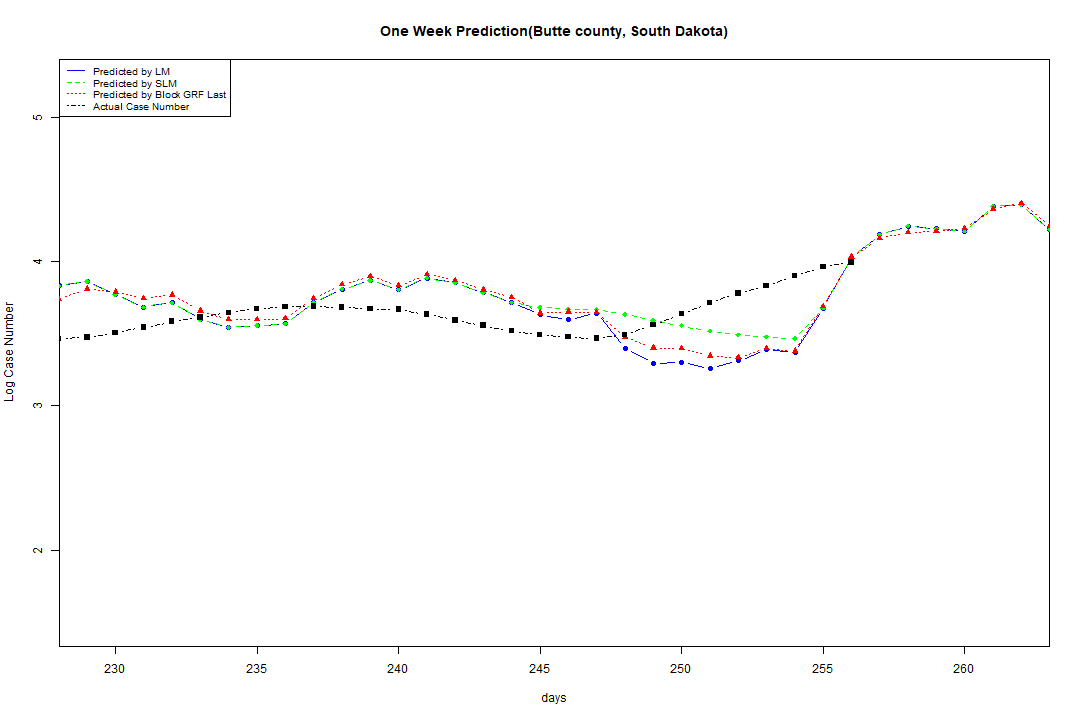 One Week Prediction(Butte county, South Dakota)
Predicted by LM
Predicted by SLM
Predicted by Block GRF Last
Actual Case Number
5
4
3
2
Log Case Number
230 235 240 245 250 255 260
days